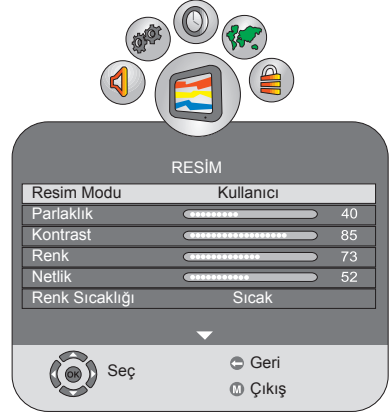 RESİM
Resim Modu Kullanıcı
Parlaklık 40
Kontrast 85
Renk 73
Netlik 52
Renk Sıcaklığı Sıcak
OK Seç
Geri
M Çıkış